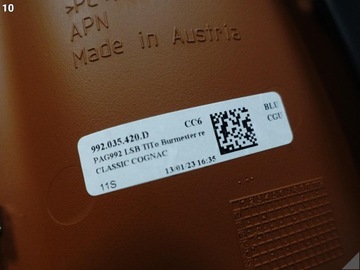 10
APN
Made in Austria
992.035.420.D CC6
PAG992 LSB TiTo Burmester re
CLASSIC COGNAC
11S 13/01/23 16:35
BLU
CGU